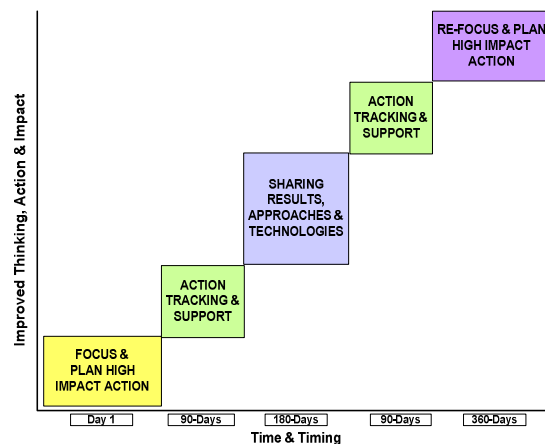 RE-FOCUS & PLAN
HIGH IMPACT
ACTION
ACTION
TRACKING &
SUPPORT
SHARING
RESULTS,
APPROACHES &
TECHNOLOGIES
ACTION
TRACKING &
SUPPORT
FOCUS &
PLAN HIGH
IMPACT ACTION
Improved Thinking, Action & Impact
Day 1
90-Days
180-Days
90-Days
360-Days
Time & Timing